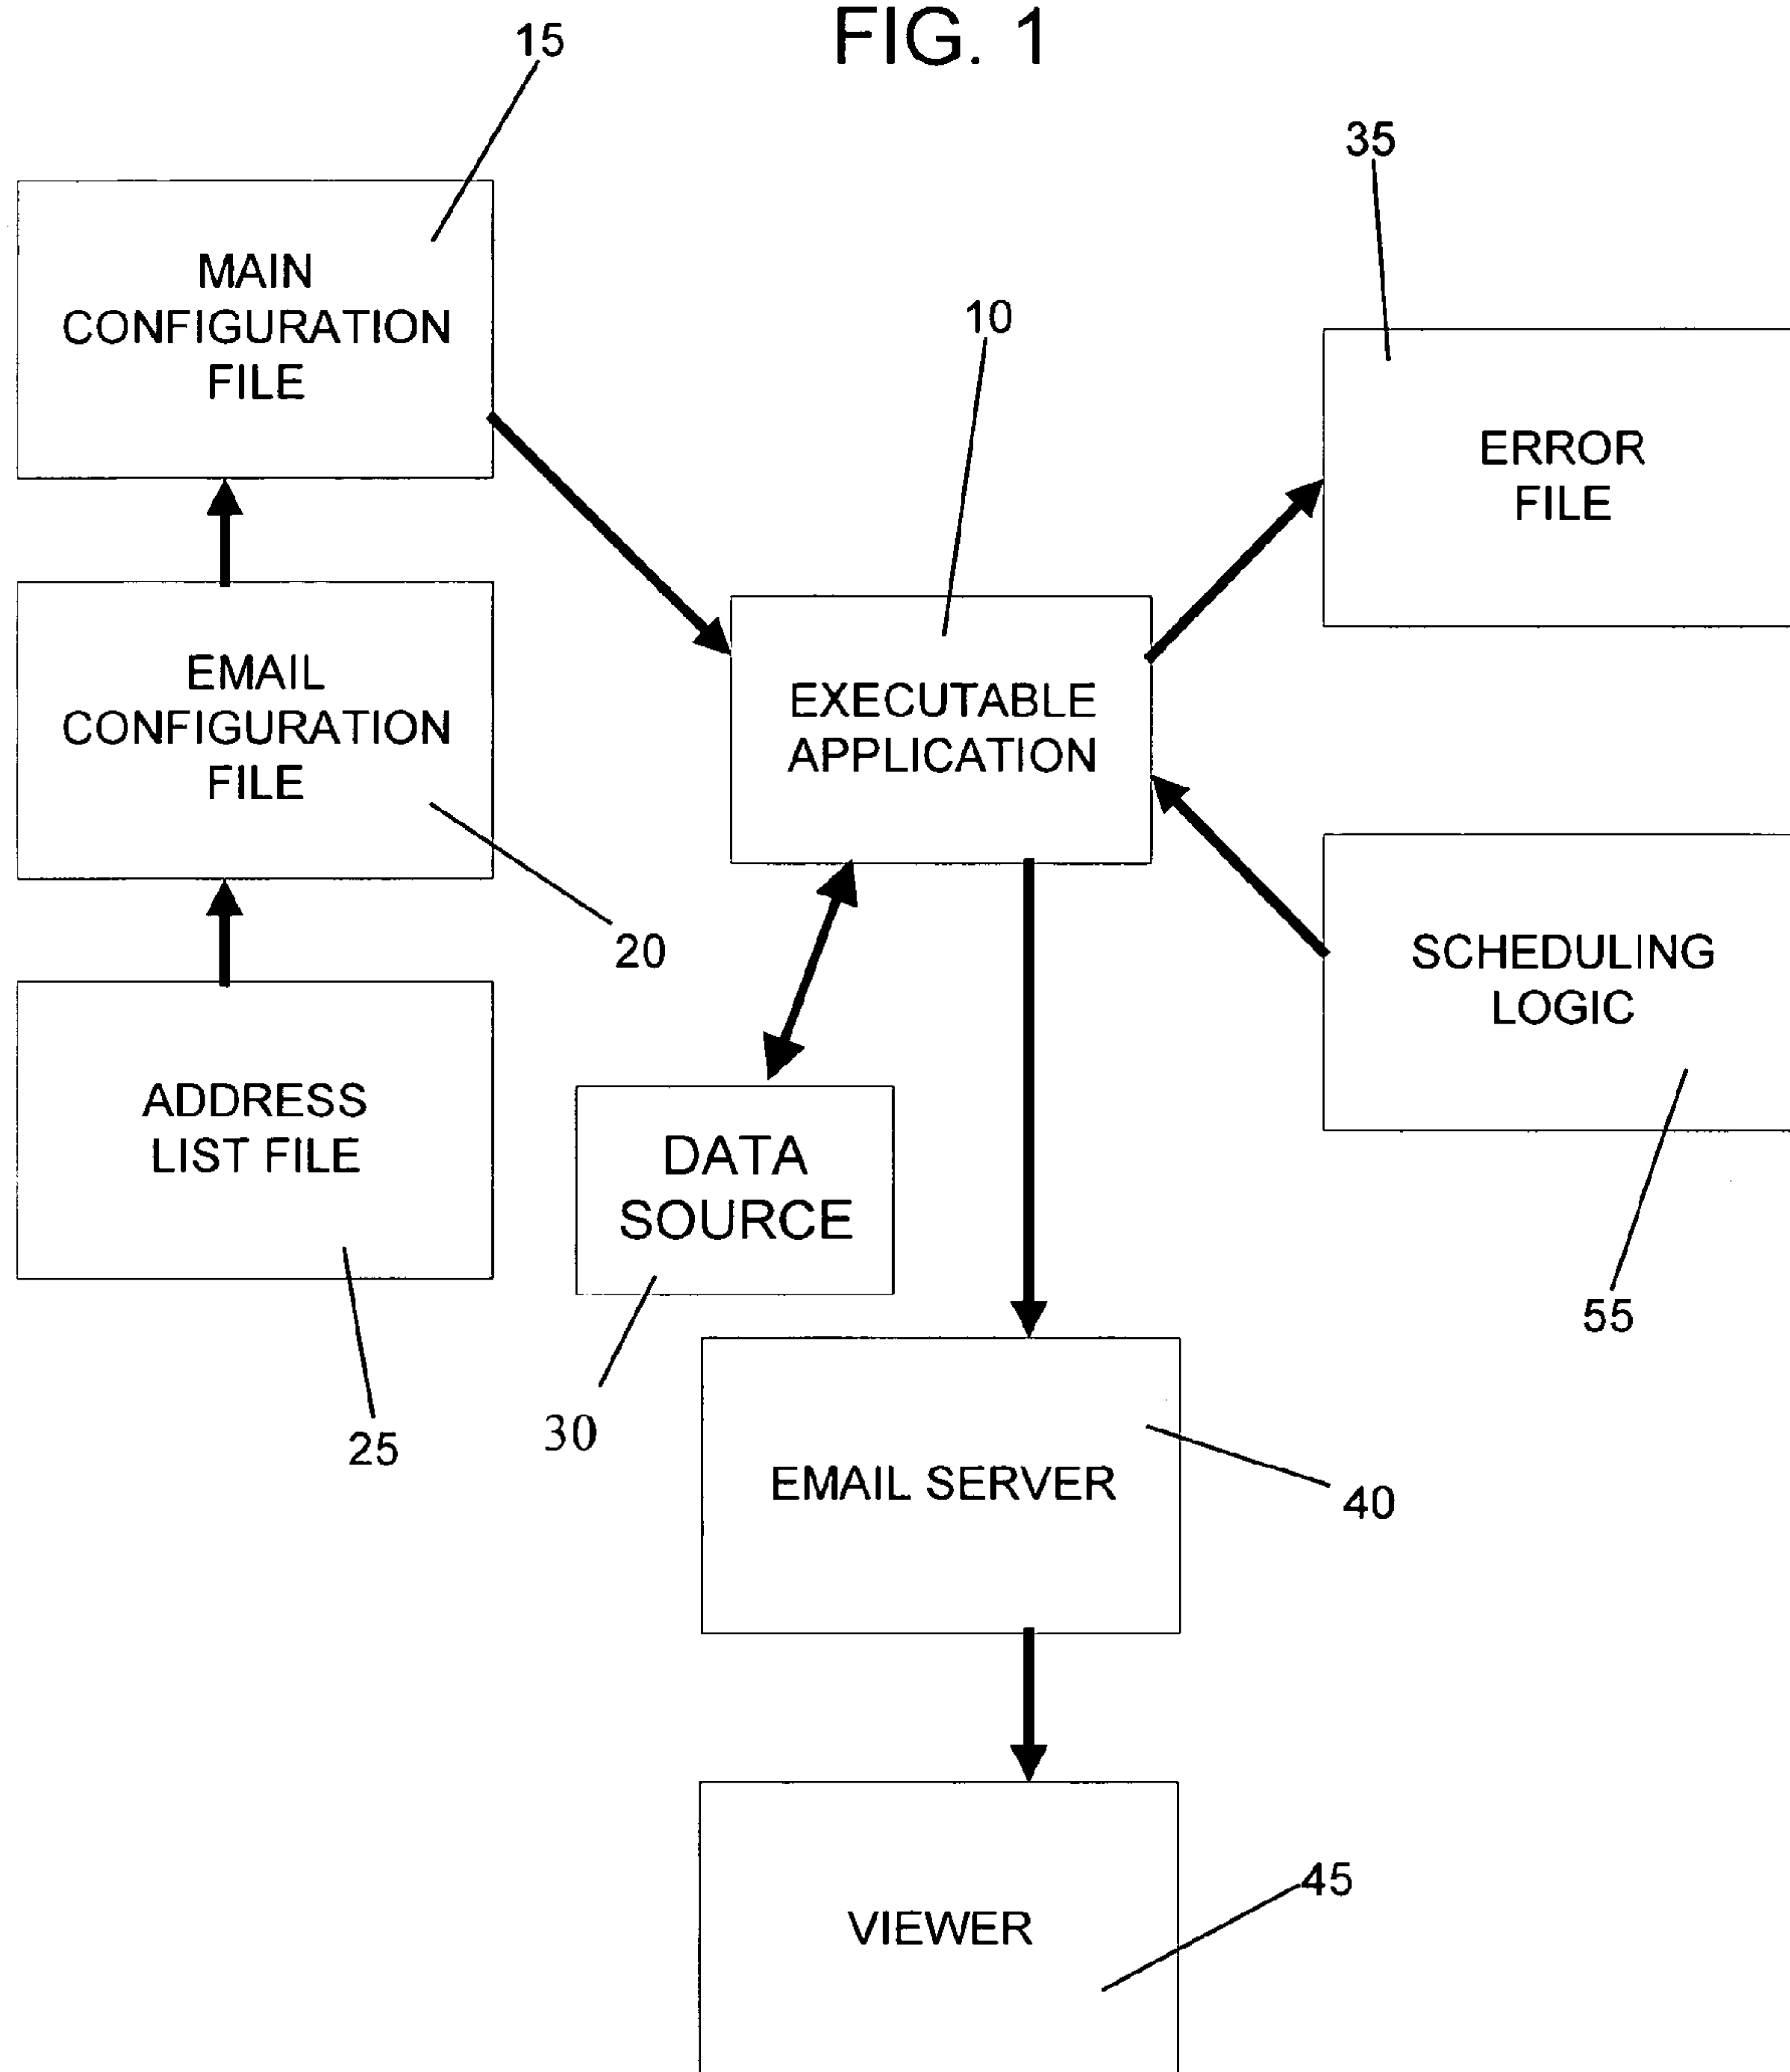 FIG. 1
15
35
MAIN
CONFIGURATION
FILE
10
ERROR
FILE
EMAIL
CONFIGURATION
FILE
EXECUTABLE
APPLICATION
20
SCHEDULING
LOGIC
ADDRESS
LIST FILE
DATA
SOURCE
55
25
30
EMAIL SERVER
40
45
VIEWER